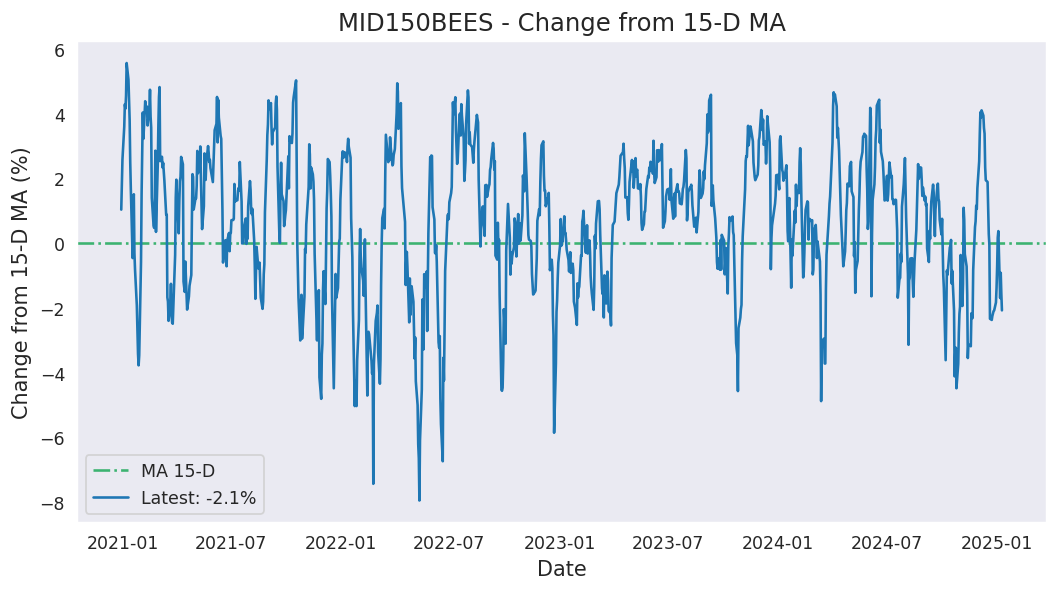 MID150BEES - Change from 15-D MA
Change from 15-D MA (%)
6
4
2
0
−2
−4
−6
−8
MA 15-D
Latest: -2.1%
2021-01 2021-07 2022-01 2022-07 2023-01 2023-07 2024-01 2024-07 2025-01
Date